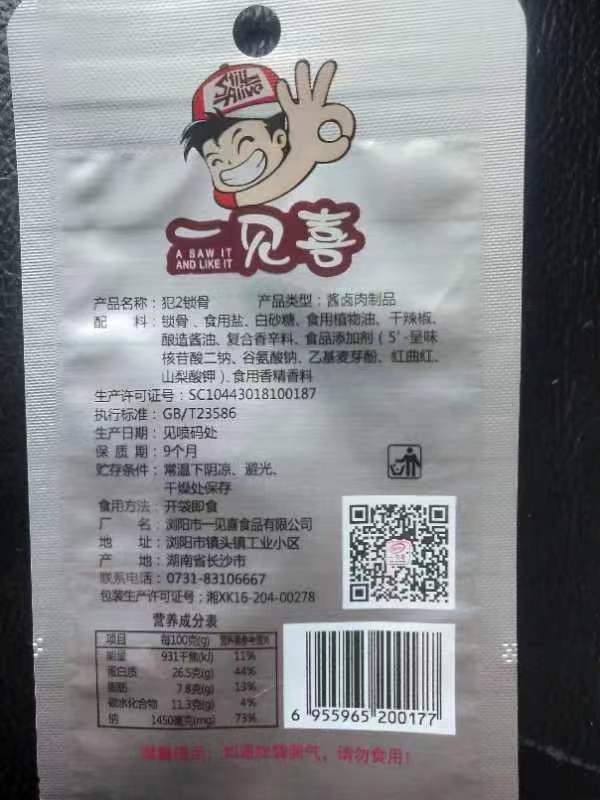 一见喜
A SAW IT
AND LIKE IT
产品名称：犯2锁骨 产品类型：酱卤肉制品
配 料：锁骨、食用盐、白砂糖、食用植物油、干辣椒、
酿造酱油、复合香辛料、食品添加剂（5'-呈味
核苷酸二钠、谷氨酸钠、乙基麦芽酚、红曲红、
山梨酸钾）.食用香精香料
生产许可证号：SC10443018100187
执行标准：GB/T23586
生产日期：见喷码处
保 质 期：9个月
贮存条件：常温下阴凉、避光、
干燥处保存
食用方法：开袋即食
厂 名：浏阳市一见喜食品有限公司
地 址：浏阳市镇头镇工业小区
产 地：湖南省长沙市
联系电话：0731-83106667
包装生产许可证号：湘XK16-204-00278
营养成分表
项目 每100克(g) 营养素参考值%
能量 931千焦(kJ) 11%
蛋白质 26.5克(g) 44%
脂肪 7.8克(g) 13%
碳水化合物 11.3克(g) 4%
钠 1450毫克(mg) 73%
6 955965 200177
温馨提示：如遇胀袋漏气，请勿食用！